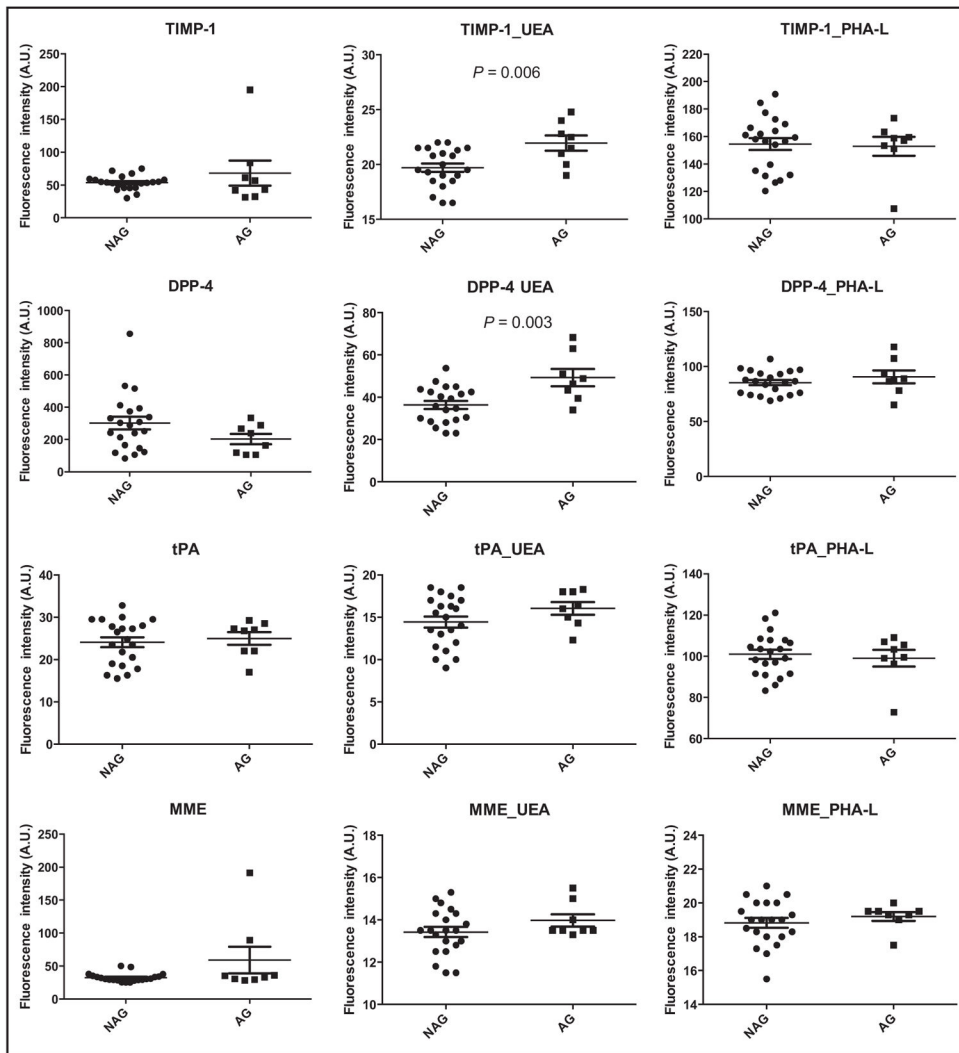 TIMP-1
Fluorescence intensity (A.U.)
250
200
150
100
50
0
NAG
AG
TIMP-1_UEA
P = 0.006
Fluorescence intensity (A.U.)
30
25
20
15
NAG
AG
TIMP-1_PHA-L
Fluorescence intensity (A.U.)
220
200
180
160
140
120
100
NAG
AG
DPP-4
Fluorescence intensity (A.U.)
1000
800
600
400
200
0
NAG
AG
DPP-4 UEA
P = 0.003
Fluorescence intensity (A.U.)
80
60
40
20
0
NAG
AG
DPP-4_PHA-L
Fluorescence intensity (A.U.)
150
100
50
0
NAG
AG
tPA
Fluorescence intensity (A.U.)
40
30
20
10
0
NAG
AG
tPA_UEA
Fluorescence intensity (A.U.)
20
15
10
5
0
NAG
AG
tPA_PHA-L
Fluorescence intensity (A.U.)
140
120
100
80
60
NAG
AG
MME
Fluorescence intensity (A.U.)
250
200
150
100
50
0
NAG
AG
MME_UEA
Fluorescence intensity (A.U.)
18
16
14
12
10
NAG
AG
MME_PHA-L
Fluorescence intensity (A.U.)
24
22
20
18
16
14
NAG
AG